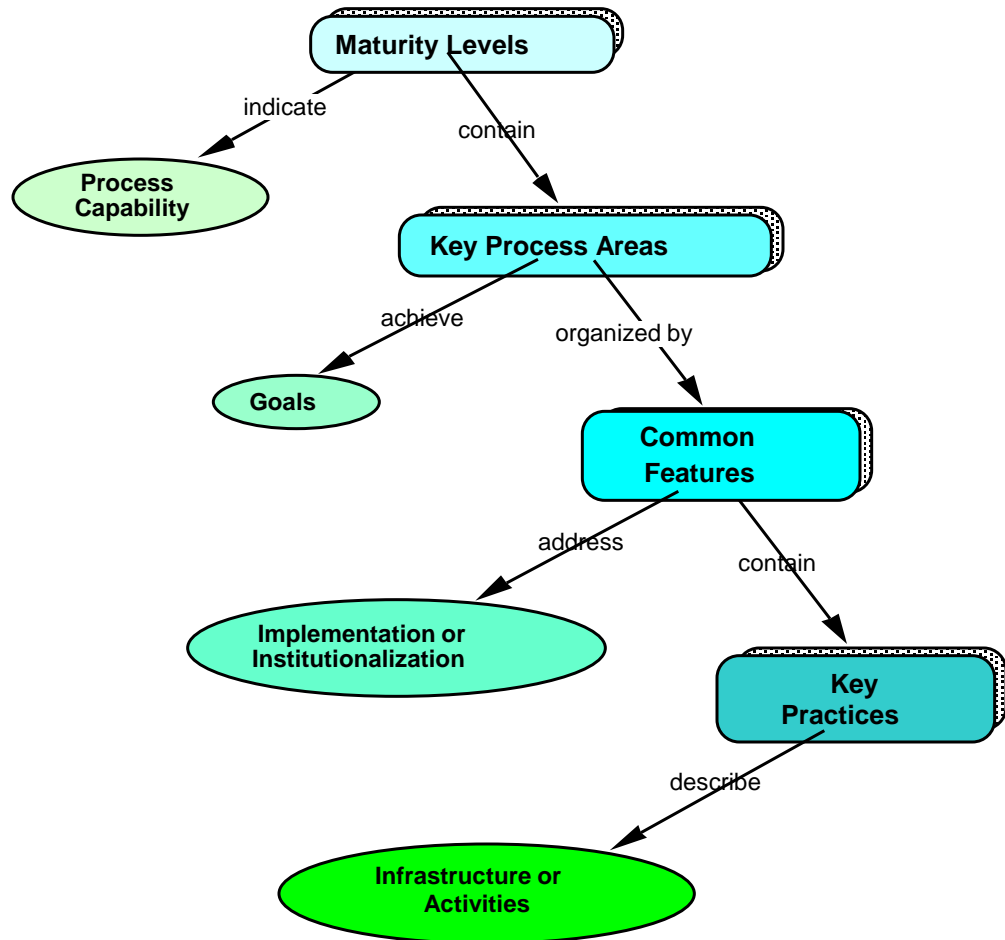 Maturity Levels
indicate
contain
Process
Capability
Key Process Areas
achieve
organized by
Goals
Common
Features
address
contain
Implementation or
Institutionalization
Key
Practices
describe
Infrastructure or
Activities